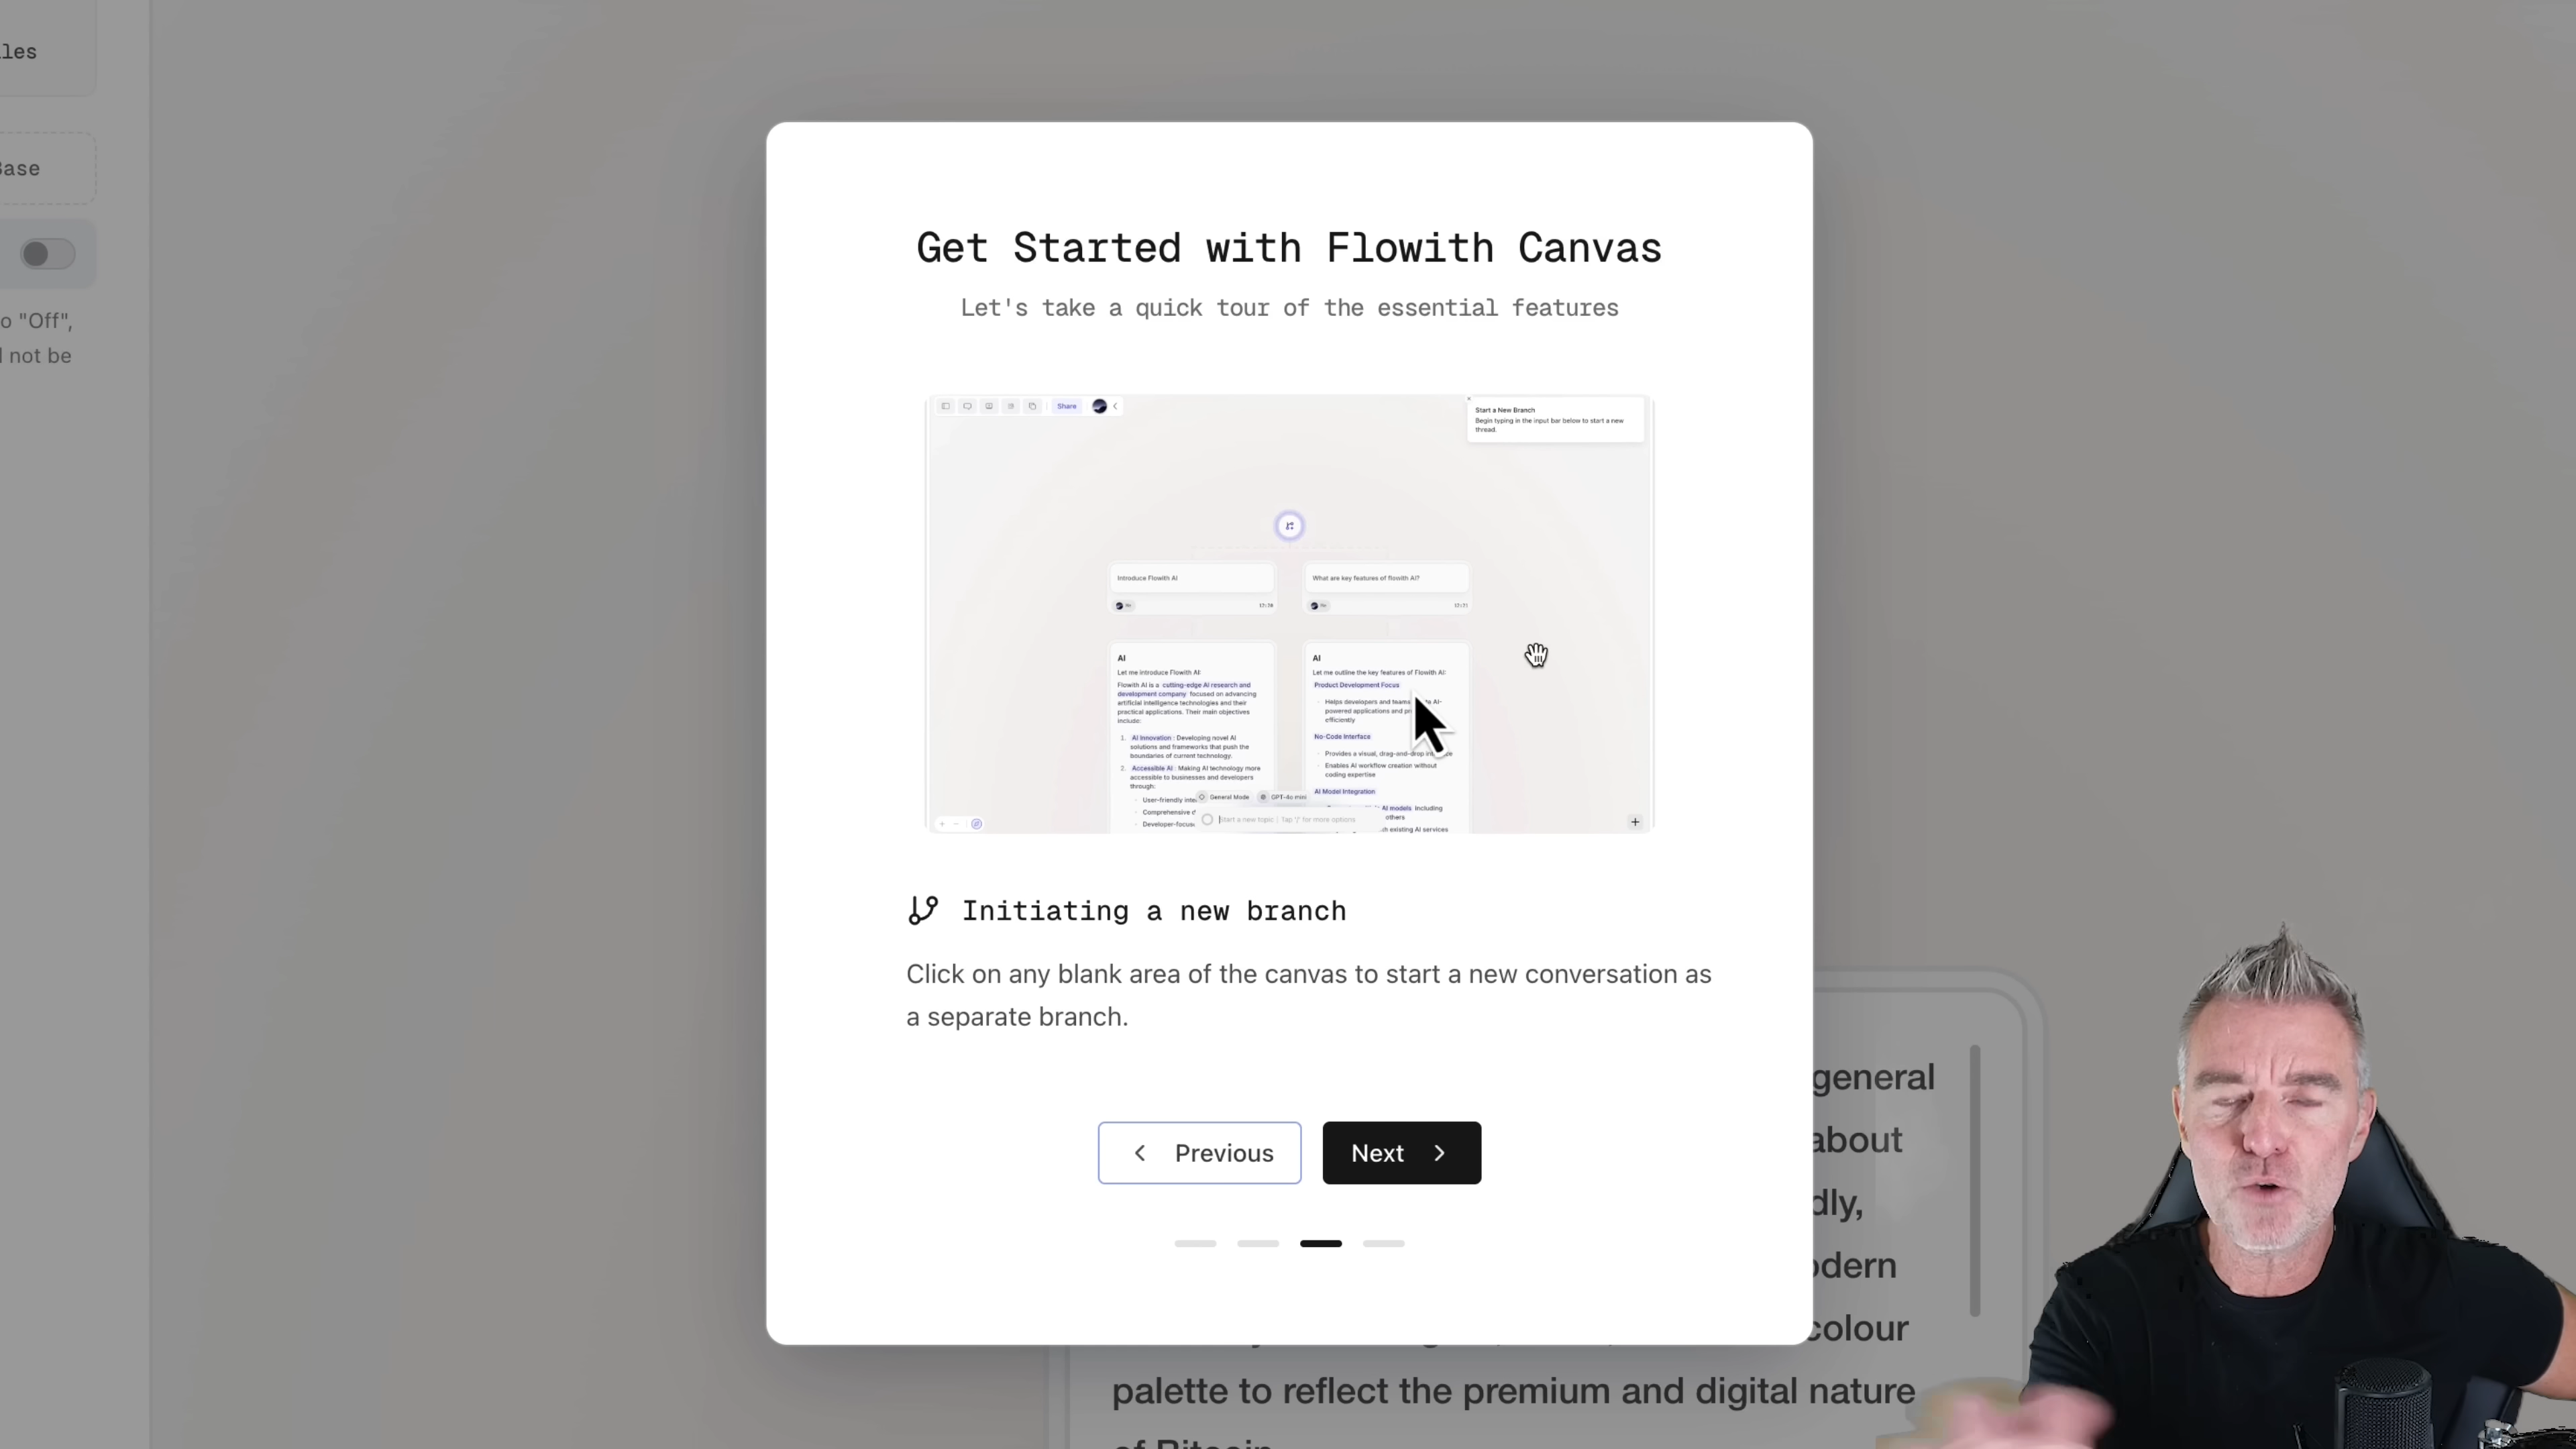 les
Base
o "Off",
not be
Get Started with Flowith Canvas
Let's take a quick tour of the essential features
Share
Start a New Branch
Begin typing in the input bar below to start a new
thread.
Introduce Flowith AI
What are key features of flowith AI?
12:21
AI
Let me introduce Flowith AI:
Flowith AI is a cutting-edge AI research and
development company focused on advancing
artificial intelligence technologies and their
practical applications. Their main objectives
include:
1. AI Innovation: Developing novel AI
solutions and frameworks that push the
boundaries of current technology.
2. Accessible AI: Making AI technology more
accessible to businesses and developers
through:
User-friendly inte
Comprehensive d
Developer-focuse
AI
Let me outline the key features of Flowith AI:
Product Development Focus
Helps developers and teams AI-
powered applications and pr
efficiently
No-Code Interface
Provides a visual, drag-and-drop
Enables AI workflow creation without
coding expertise
AI Model Integration
AI models including
others
existing AI services
General Mode
GPT-4o mini
Start a new topic | Tap '/' for more options
Initiating a new branch
Click on any blank area of the canvas to start a new conversation as
a separate branch.
Previous
Next
general
about
dly,
odern
colour
palette to reflect the premium and digital nature
of Bitcoin